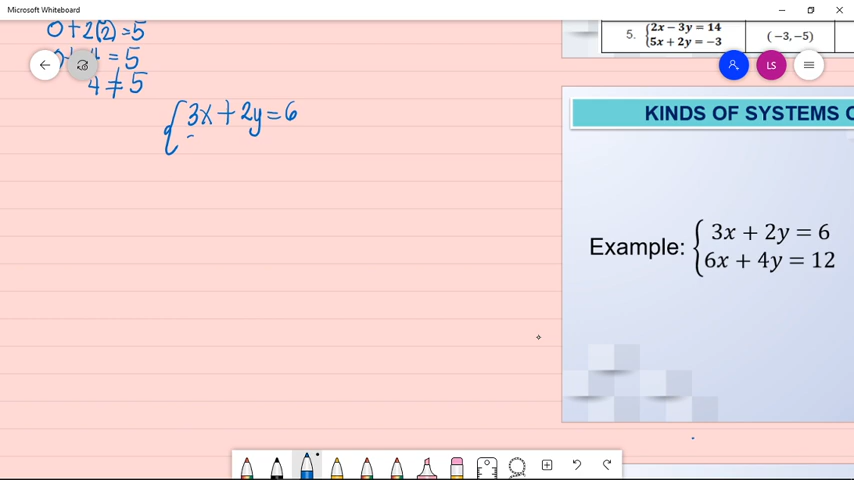 Microsoft Whiteboard
0+2(2)=5
4 = 5
4 ≠ 5
3x+2y=6
5. 2x − 3y = 14
5x + 2y = −3
(−3, −5)
LS
KINDS OF SYSTEMS O
Example: 3x + 2y = 6
6x + 4y = 12